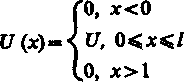 0, x<0
U (x)= U, 0⩽x⩽l
0, x>1